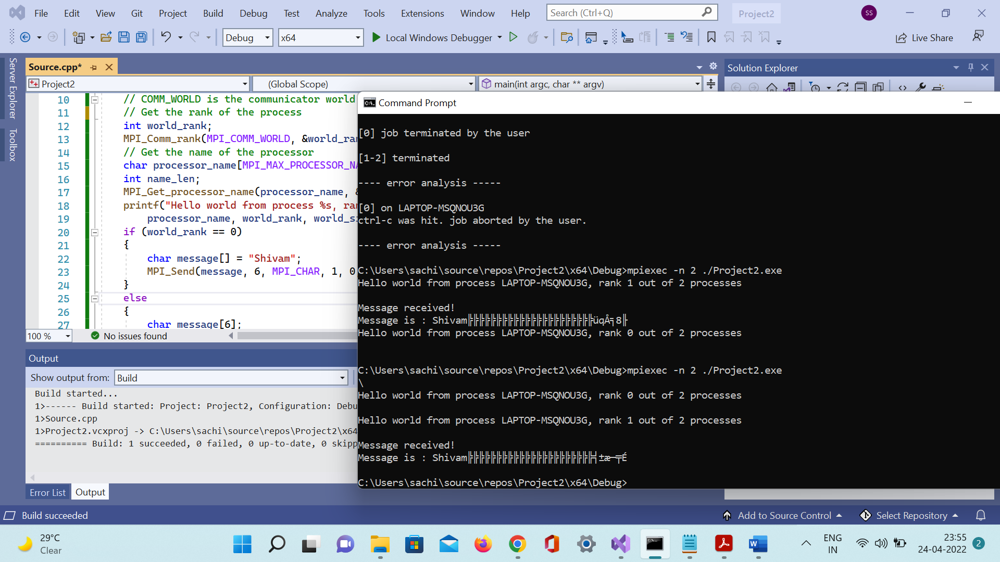 File Edit View Git Project Build Debug Test Analyze Tools Extensions Window Help Search (Ctrl+Q) Project2 SS
Debug x64 Local Windows Debugger Live Share
Server Explorer
Toolbox
Source.cpp*
Project2 (Global Scope) main(int argc, char ** argv)
10 // COMM_WORLD is the communicator world
11 // Get the rank of the process
12 int world_rank;
13 MPI_Comm_rank(MPI_COMM_WORLD, &world_ra
14 // Get the name of the processor
15 char processor_name[MPI_MAX_PROCESSOR_NA
16 int name_len;
17 MPI_Get_processor_name(processor_name, &
18 printf("Hello world from process %s, ra
19 processor_name, world_rank, world_s
20 if (world_rank == 0)
21 {
22 char message[] = "Shivam";
23 MPI_Send(message, 6, MPI_CHAR, 1, 0
24 }
25 else
26 {
27 char message[6];
100 % No issues found
Output
Show output from: Build
Build started...
1>------ Build started: Project: Project2, Configuration: Debu
1>Source.cpp
1>Project2.vcxproj -> C:\Users\sachi\source\repos\Project2\x64
========== Build: 1 succeeded, 0 failed, 0 up-to-date, 0 skipp
Error List Output
Solution Explorer
Command Prompt
[0] job terminated by the user
[1-2] terminated
---- error analysis -----
[0] on LAPTOP-MSQNOU3G
ctrl-c was hit. job aborted by the user.
---- error analysis -----
C:\Users\sachi\source\repos\Project2\x64\Debug>mpiexec -n 2 ./Project2.exe
Hello world from process LAPTOP-MSQNOU3G, rank 1 out of 2 processes
Message received!
Message is : Shivam╠╠╠╠╠╠╠╠╠╠╠╠╠╠╠╠╠╠╠╠╠╠üqÅ╕8╟
Hello world from process LAPTOP-MSQNOU3G, rank 0 out of 2 processes
C:\Users\sachi\source\repos\Project2\x64\Debug>mpiexec -n 2 ./Project2.exe
\
Hello world from process LAPTOP-MSQNOU3G, rank 0 out of 2 processes
Hello world from process LAPTOP-MSQNOU3G, rank 1 out of 2 processes
Message received!
Message is : Shivam╠╠╠╠╠╠╠╠╠╠╠╠╠╠╠╠╠╠╠╠╠╠╡±æ─╤É
C:\Users\sachi\source\repos\Project2\x64\Debug>
Build succeeded Add to Source Control Select Repository
29°C
Clear
ENG
IN
23:55
24-04-2022
2